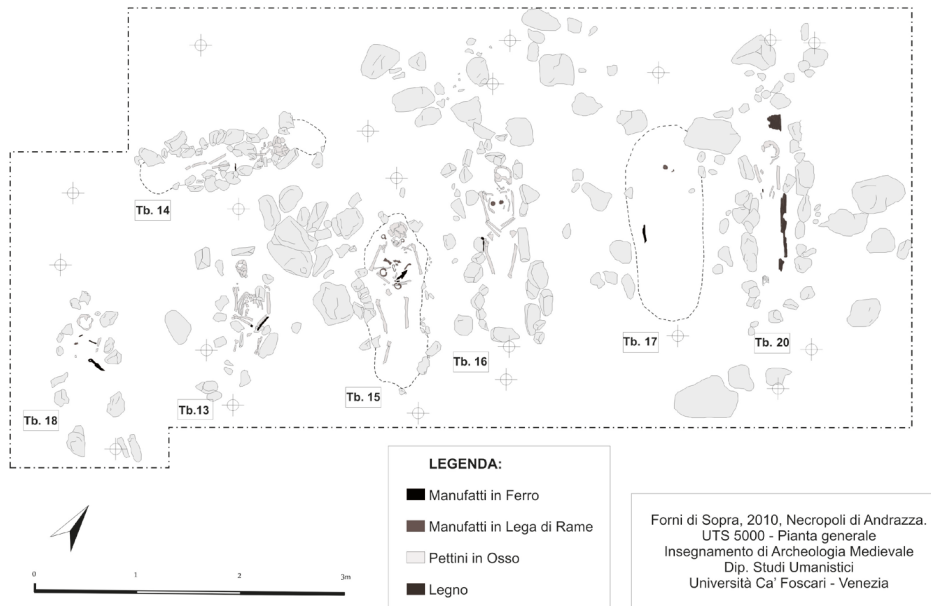 Tb. 14
Tb. 18
Tb.13
Tb. 15
Tb. 16
Tb. 17
Tb. 20
LEGENDA:
Manufatti in Ferro
Manufatti in Lega di Rame
Pettini in Osso
Legno
0 1 2 3m
Forni di Sopra, 2010, Necropoli di Andrazza.
UTS 5000 - Pianta generale
Insegnamento di Archeologia Medievale
Dip. Studi Umanistici
Università Ca' Foscari - Venezia